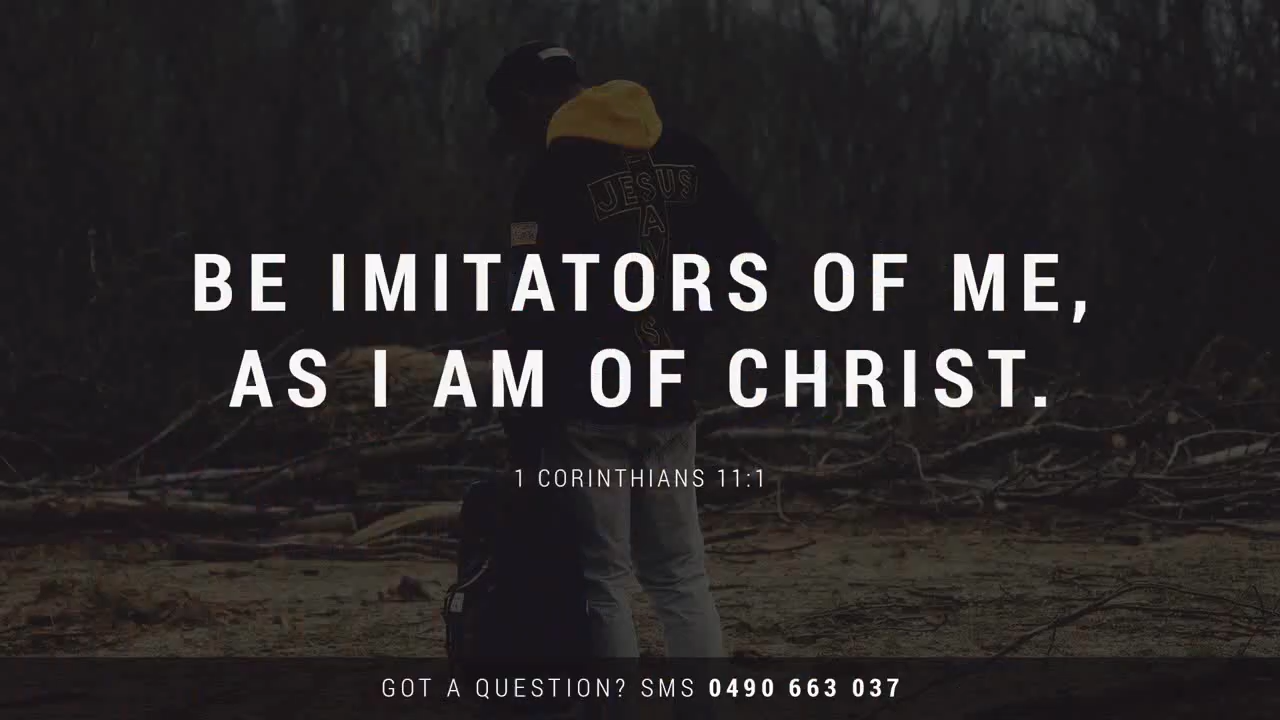 JESUS
SAVES
BE IMITATORS OF ME,
AS I AM OF CHRIST.
1 CORINTHIANS 11:1
GOT A QUESTION? SMS 0490 663 037